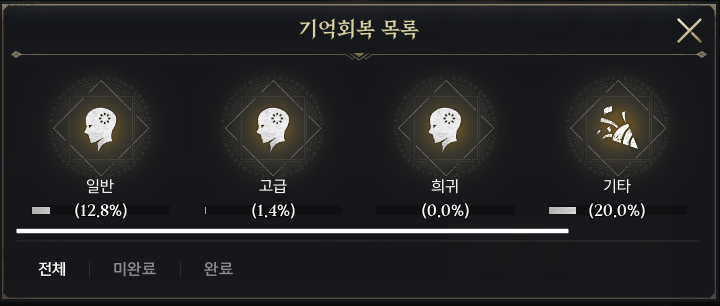 기억회복 목록
일반 고급 희귀 기타
(12.8%) (1.4%) (0.0%) (20.0%)
전체 미완료 완료